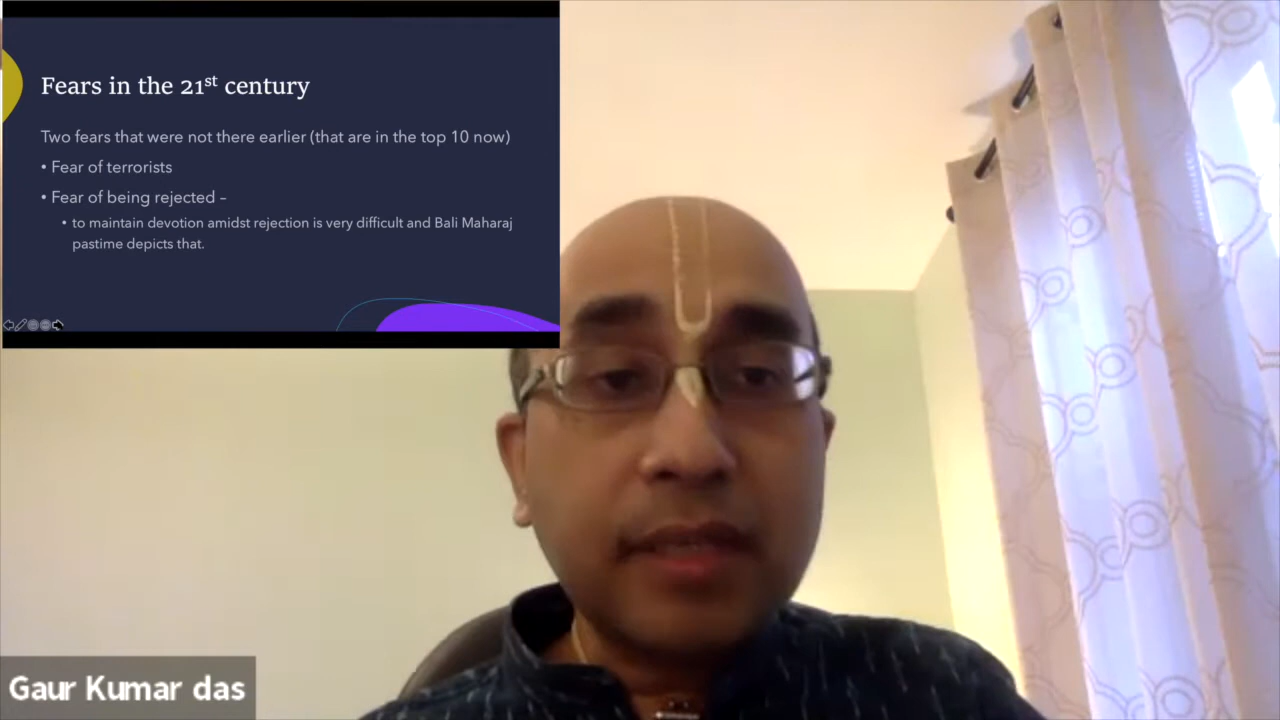 Fears in the 21st century
Two fears that were not there earlier (that are in the top 10 now)
• Fear of terrorists
• Fear of being rejected –
• to maintain devotion amidst rejection is very difficult and Bali Maharaj
pastime depicts that.
Gaur Kumar das